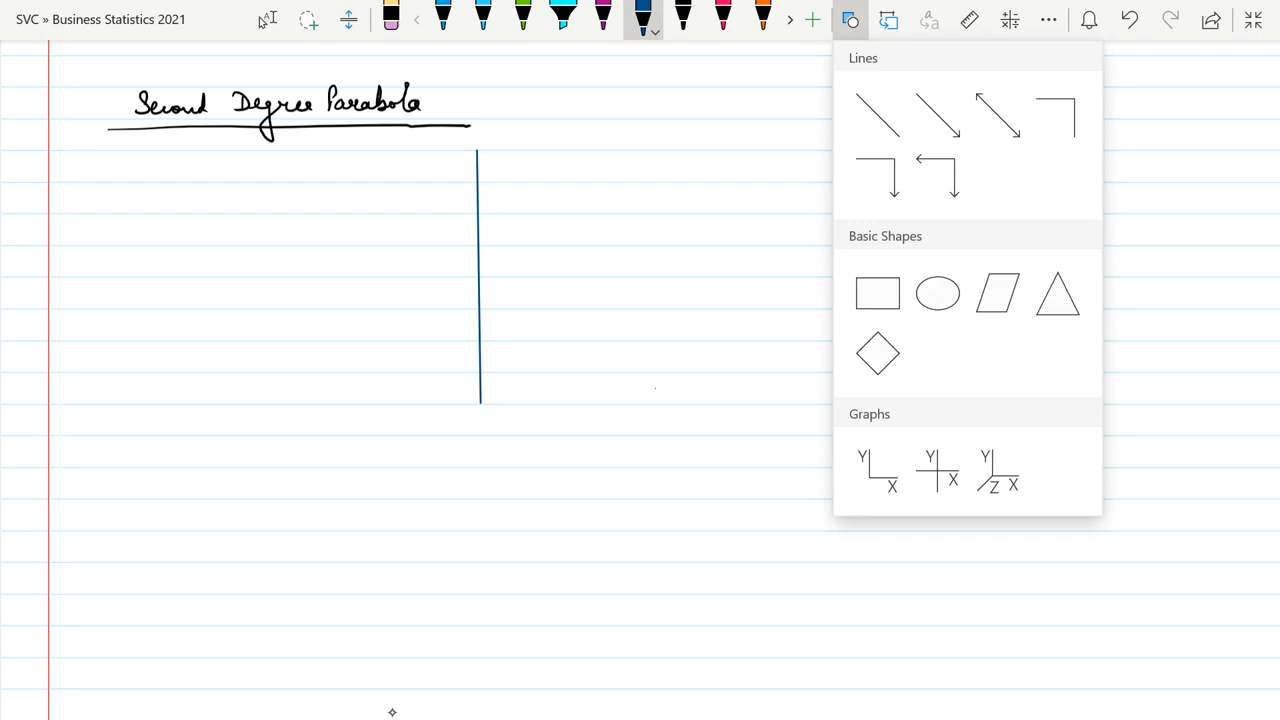 SVC » Business Statistics 2021
Lines
Second Degree Parabola
Basic Shapes
Graphs
Y X
Y X
Y Z X